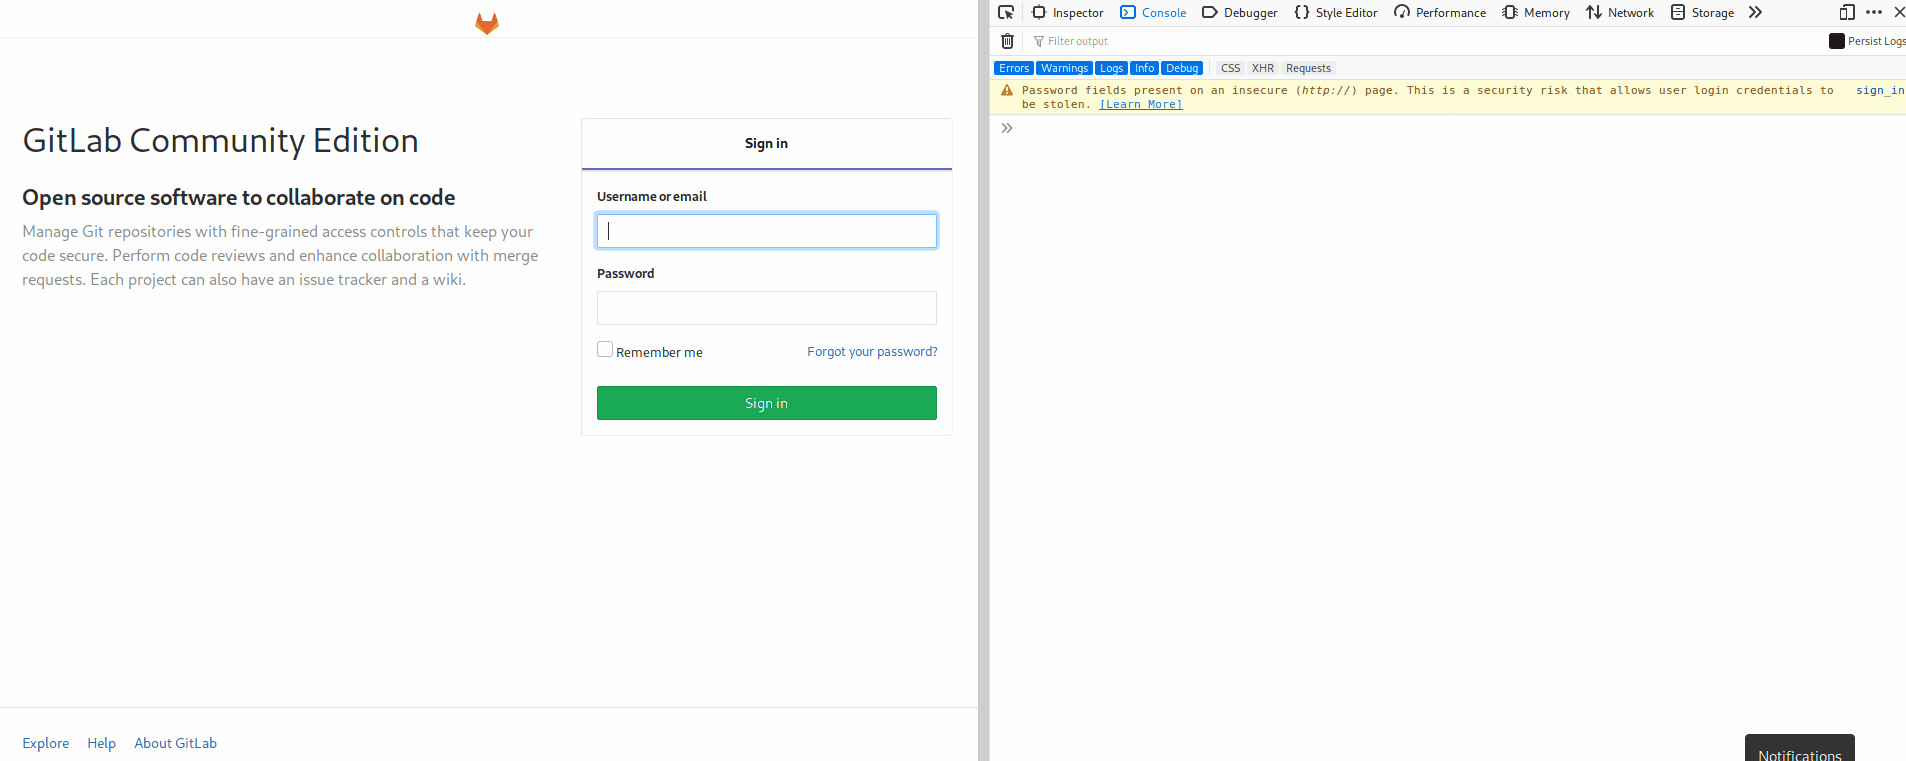 GitLab Community Edition
Open source software to collaborate on code
Manage Git repositories with fine-grained access controls that keep your
code secure. Perform code reviews and enhance collaboration with merge
requests. Each project can also have an issue tracker and a wiki.
Sign in
Username or email
Password
Remember me
Forgot your password?
Sign in
Explore Help About GitLab
Inspector Console Debugger Style Editor Performance Memory Network Storage
Filter output
Persist Logs
Errors Warnings Logs Info Debug CSS XHR Requests
Password fields present on an insecure (http://) page. This is a security risk that allows user login credentials to sign_in
be stolen. [Learn More]
Notifications